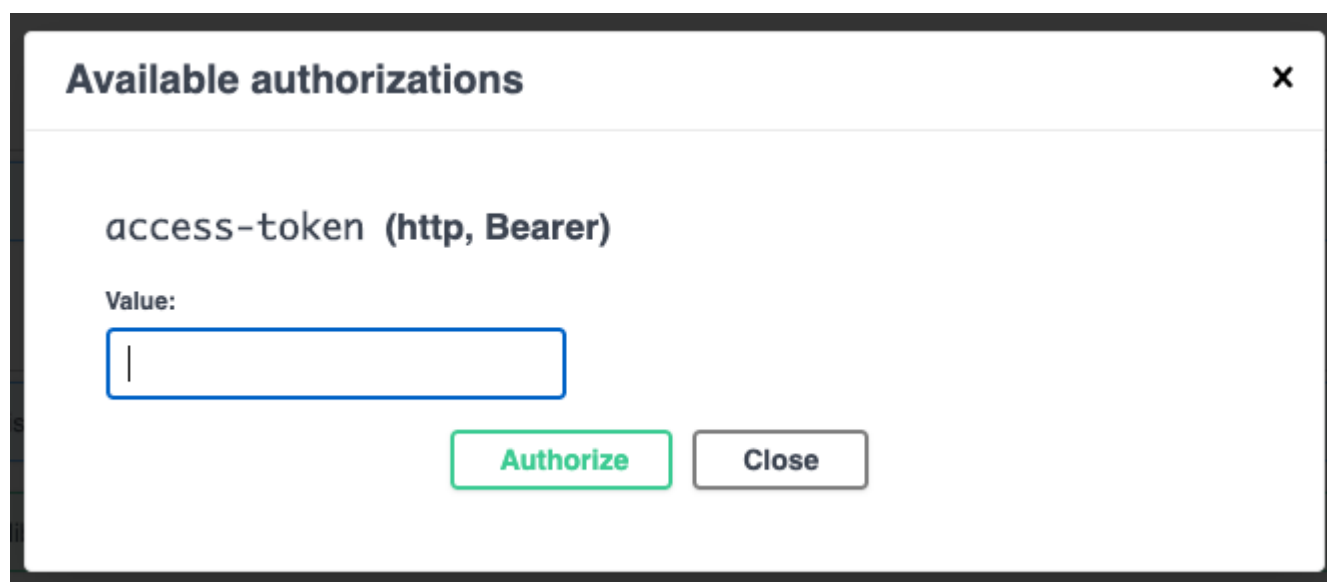 Available authorizations
×
access-token (http, Bearer)
Value:
Authorize Close